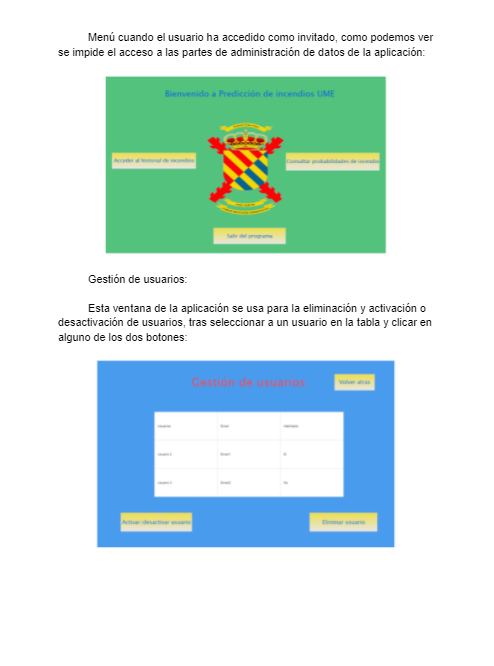 Menú cuando el usuario ha accedido como invitado, como podemos ver
se impide el acceso a las partes de administración de datos de la aplicación:
Bienvenido a Predicción de incendios UME
Acceder al historial de incendios
Consultar probabilidades de incendio
Salir del programa
Gestión de usuarios:
Esta ventana de la aplicación se usa para la eliminación y activación o
desactivación de usuarios, tras seleccionar a un usuario en la tabla y clicar en
alguno de los dos botones:
Gestión de usuarios
Volver atrás
Usuario Email Habilitado
Usuario 2 Email1
Email2 No
Activar/desactivar usuario
Eliminar usuario